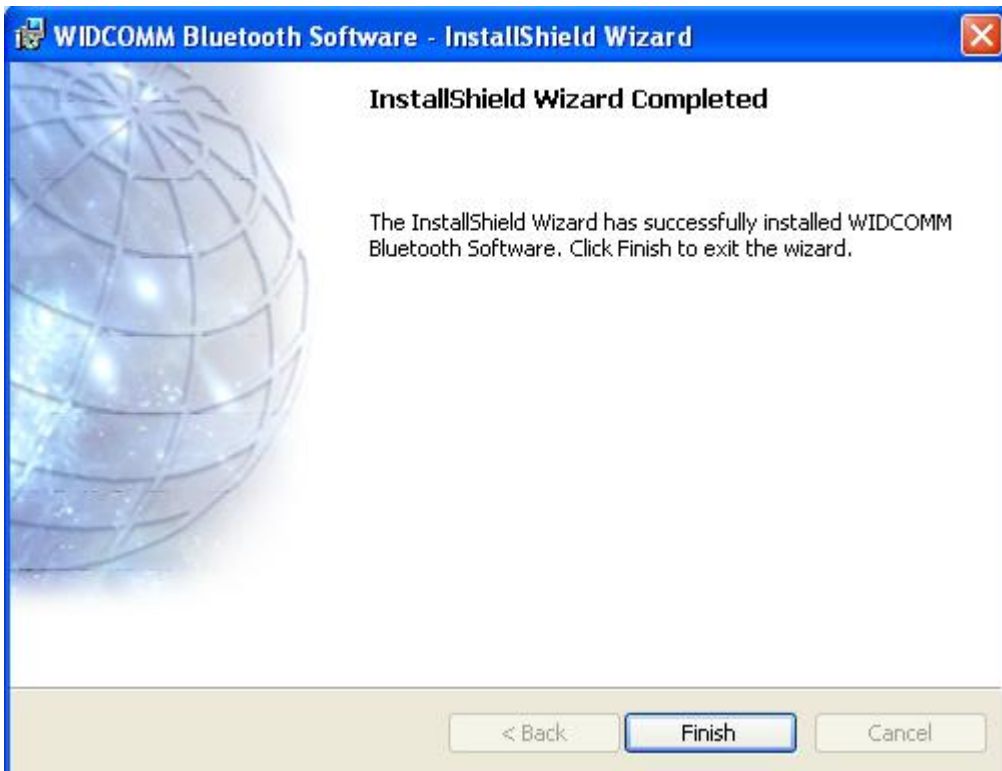 WIDCOMM Bluetooth Software - InstallShield Wizard
InstallShield Wizard Completed
The InstallShield Wizard has successfully installed WIDCOMM
Bluetooth Software. Click Finish to exit the wizard.
< Back Finish Cancel